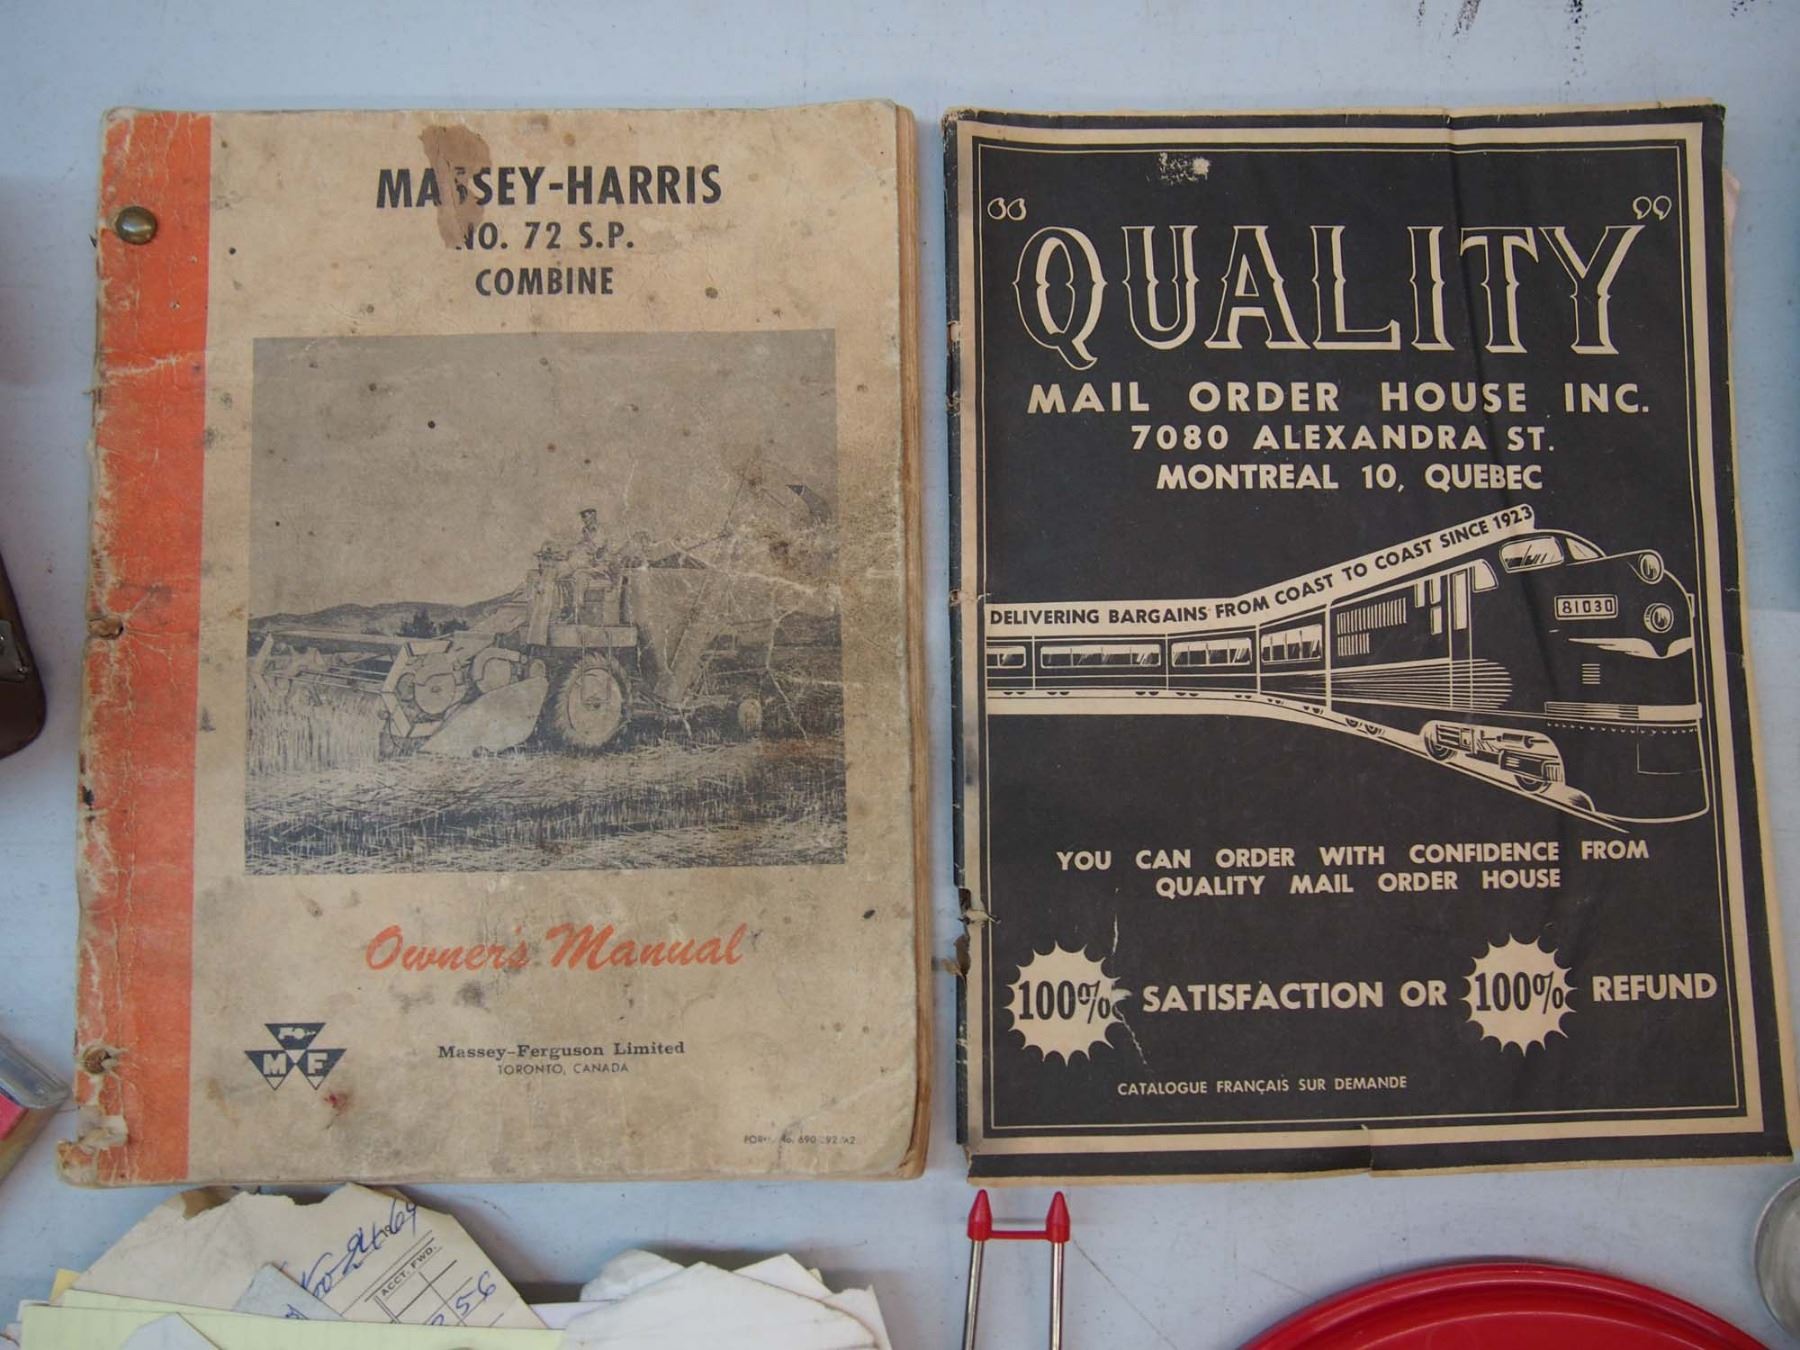 MASSEY-HARRIS
NO. 72 S.P.
COMBINE
Owner's Manual
M F
Massey-Ferguson Limited
TORONTO, CANADA
"QUALITY"
MAIL ORDER HOUSE INC.
7080 ALEXANDRA ST.
MONTREAL 10, QUEBEC
DELIVERING BARGAINS FROM COAST TO COAST SINCE 1923
81030
YOU CAN ORDER WITH CONFIDENCE FROM
QUALITY MAIL ORDER HOUSE
100% SATISFACTION OR 100% REFUND
CATALOGUE FRANÇAIS SUR DEMANDE
ACCT. FWD.
56